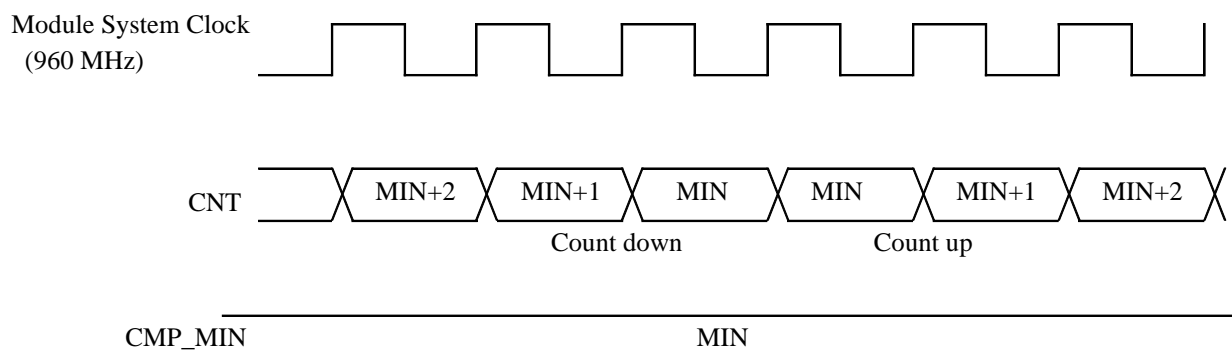 Module System Clock
(960 MHz)
CNT
MIN+2 MIN+1 MIN MIN MIN+1 MIN+2
Count down Count up
CMP_MIN MIN